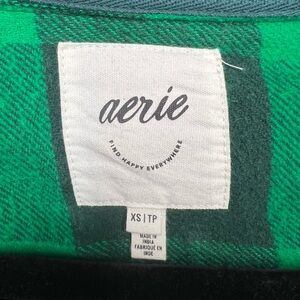 aerie
FIND HAPPY EVERYWHERE
XS | TP
MADE IN
INDIA
FABRIQUÉ EN
INDE